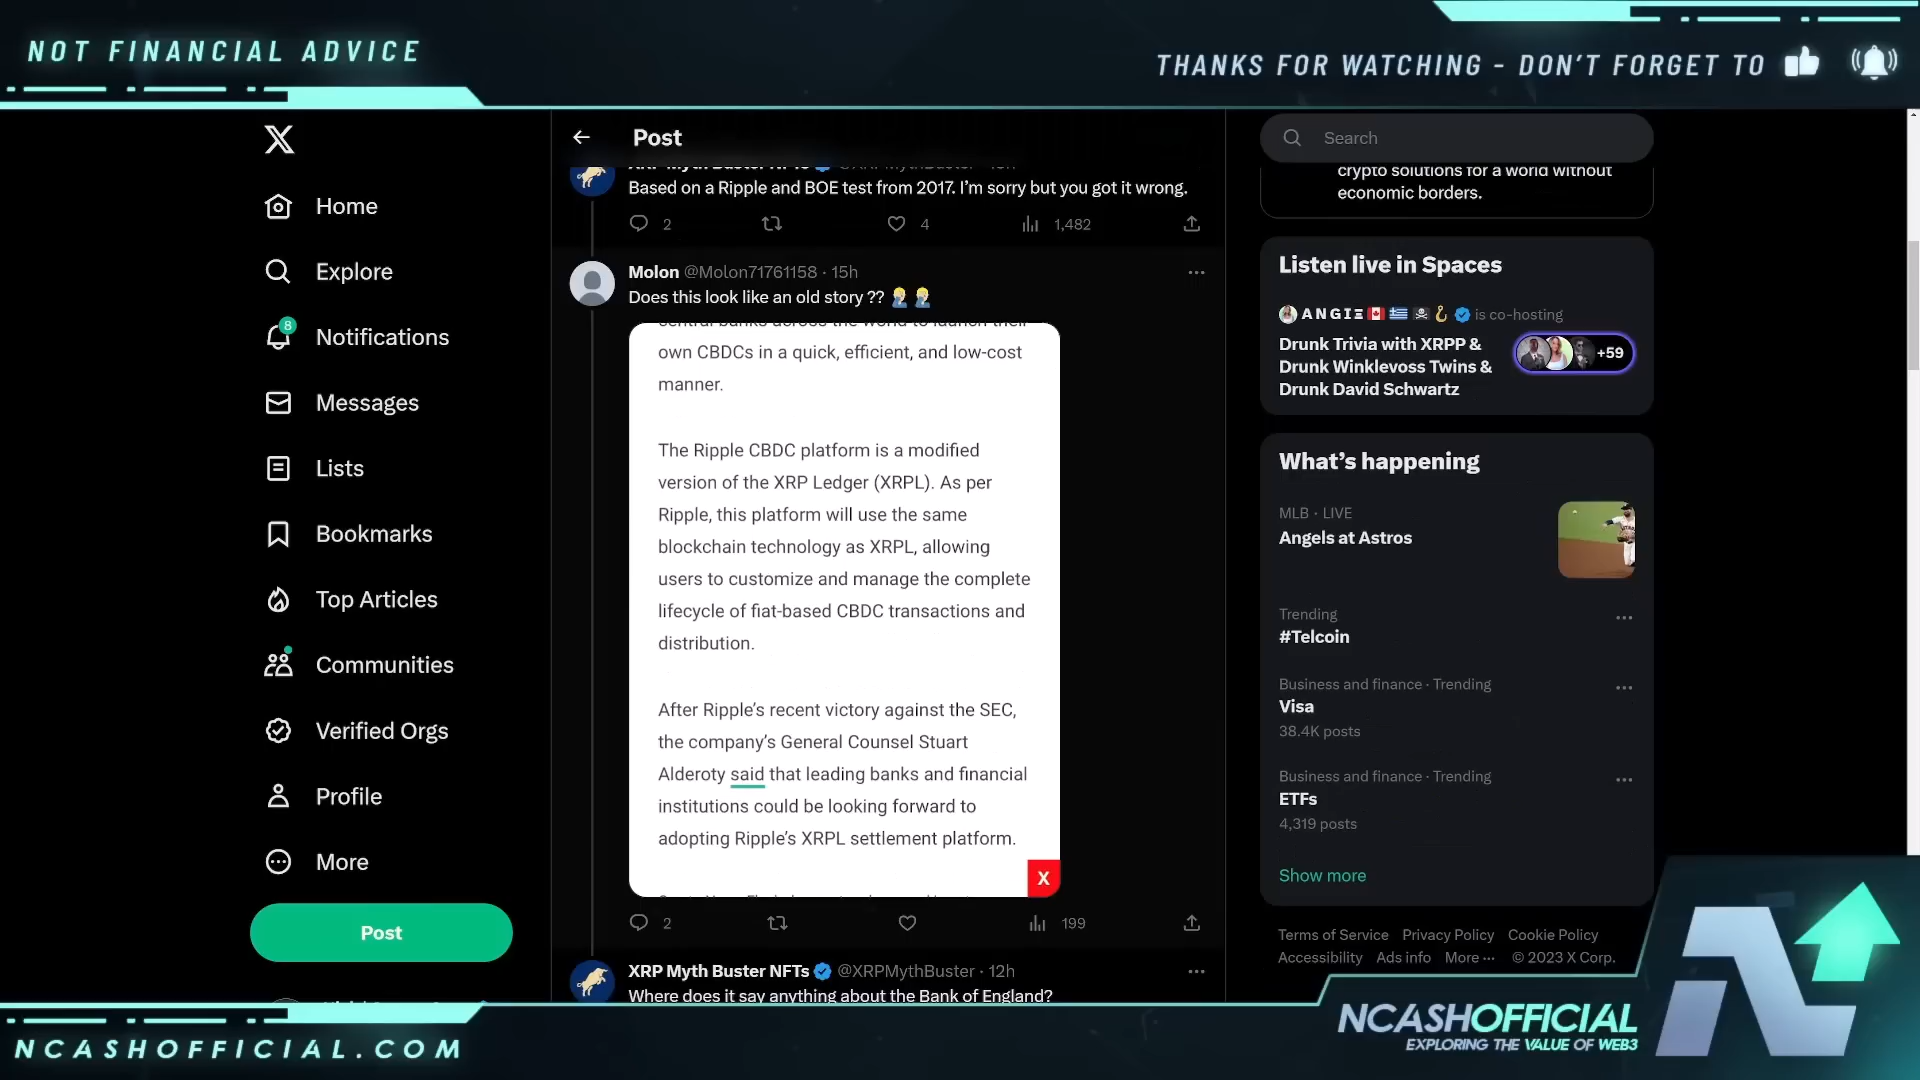 NOT FINANCIAL ADVICE
THANKS FOR WATCHING - DON'T FORGET TO
Home
Explore
8
Notifications
Messages
Lists
Bookmarks
Top Articles
Communities
Verified Orgs
Profile
More
Post
Post
Based on a Ripple and BOE test from 2017. I'm sorry but you got it wrong.
2 4 1,482
Molon @Molon71761158 · 15h
Does this look like an old story ??
central banks across the world to launch their
own CBDCs in a quick, efficient, and low-cost
manner.
The Ripple CBDC platform is a modified
version of the XRP Ledger (XRPL). As per
Ripple, this platform will use the same
blockchain technology as XRPL, allowing
users to customize and manage the complete
lifecycle of fiat-based CBDC transactions and
distribution.
After Ripple's recent victory against the SEC,
the company's General Counsel Stuart
Alderoty said that leading banks and financial
institutions could be looking forward to
adopting Ripple's XRPL settlement platform.
X
2 199
XRP Myth Buster NFTs @XRPMythBuster · 12h
Where does it say anything about the Bank of England?
Search
crypto solutions for a world without
economic borders.
Listen live in Spaces
ANGIΞ is co-hosting
Drunk Trivia with XRPP &
Drunk Winklevoss Twins &
Drunk David Schwartz
+59
What's happening
MLB · LIVE
Angels at Astros
Trending
#Telcoin
Business and finance · Trending
Visa
38.4K posts
Business and finance · Trending
ETFs
4,319 posts
Show more
Terms of Service Privacy Policy Cookie Policy
Accessibility Ads info More ··· © 2023 X Corp.
NCASHOFFICIAL
EXPLORING THE VALUE OF WEB3
NCASHOFFICIAL.COM